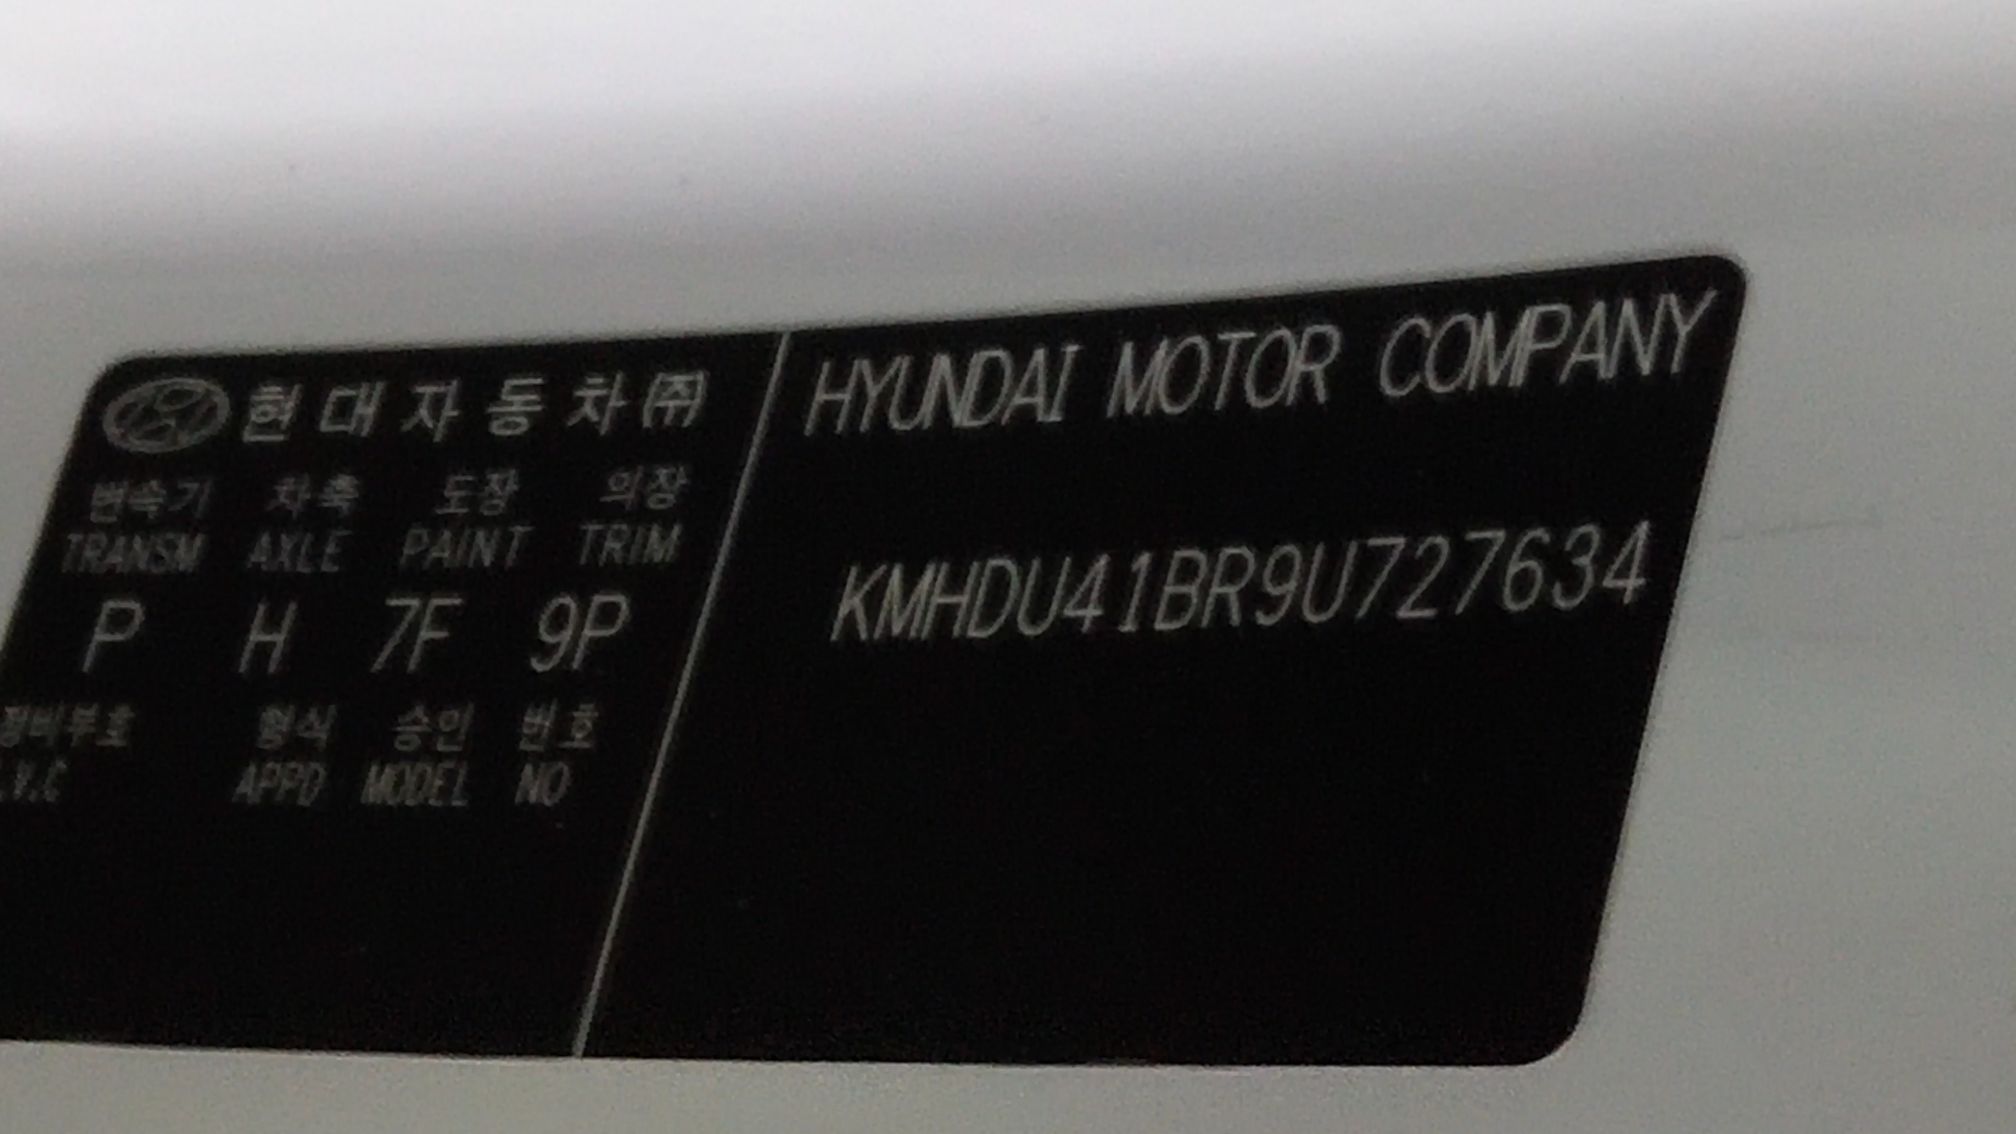 현대자동차㈜
변속기 차축 도장 의장
TRANSM AXLE PAINT TRIM
P H 7F 9P
형식 승인 번호
.V.C APPD MODEL NO
HYUNDAI MOTOR COMPANY
KMHDU41BR9U727634